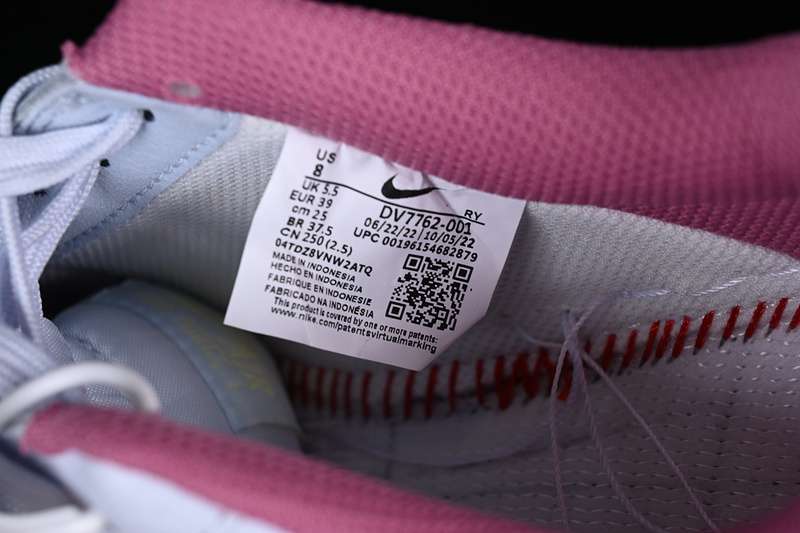 US
8
UK 5.5
EUR 39
cm 25
BR 37.5
CN 250 (2.5)
04TDZ8VNW2ATQ
RY
DV7762-001
06/22/22 10/05/22
UPC 00196154682879
MADE IN INDONESIA
HECHO EN INDONESIA
FABRIQUE EN INDONESIE
FABRICADO NA INDONÉSIA
This product is covered by one or more patents:
www.nike.com/patentsvirtualmarking